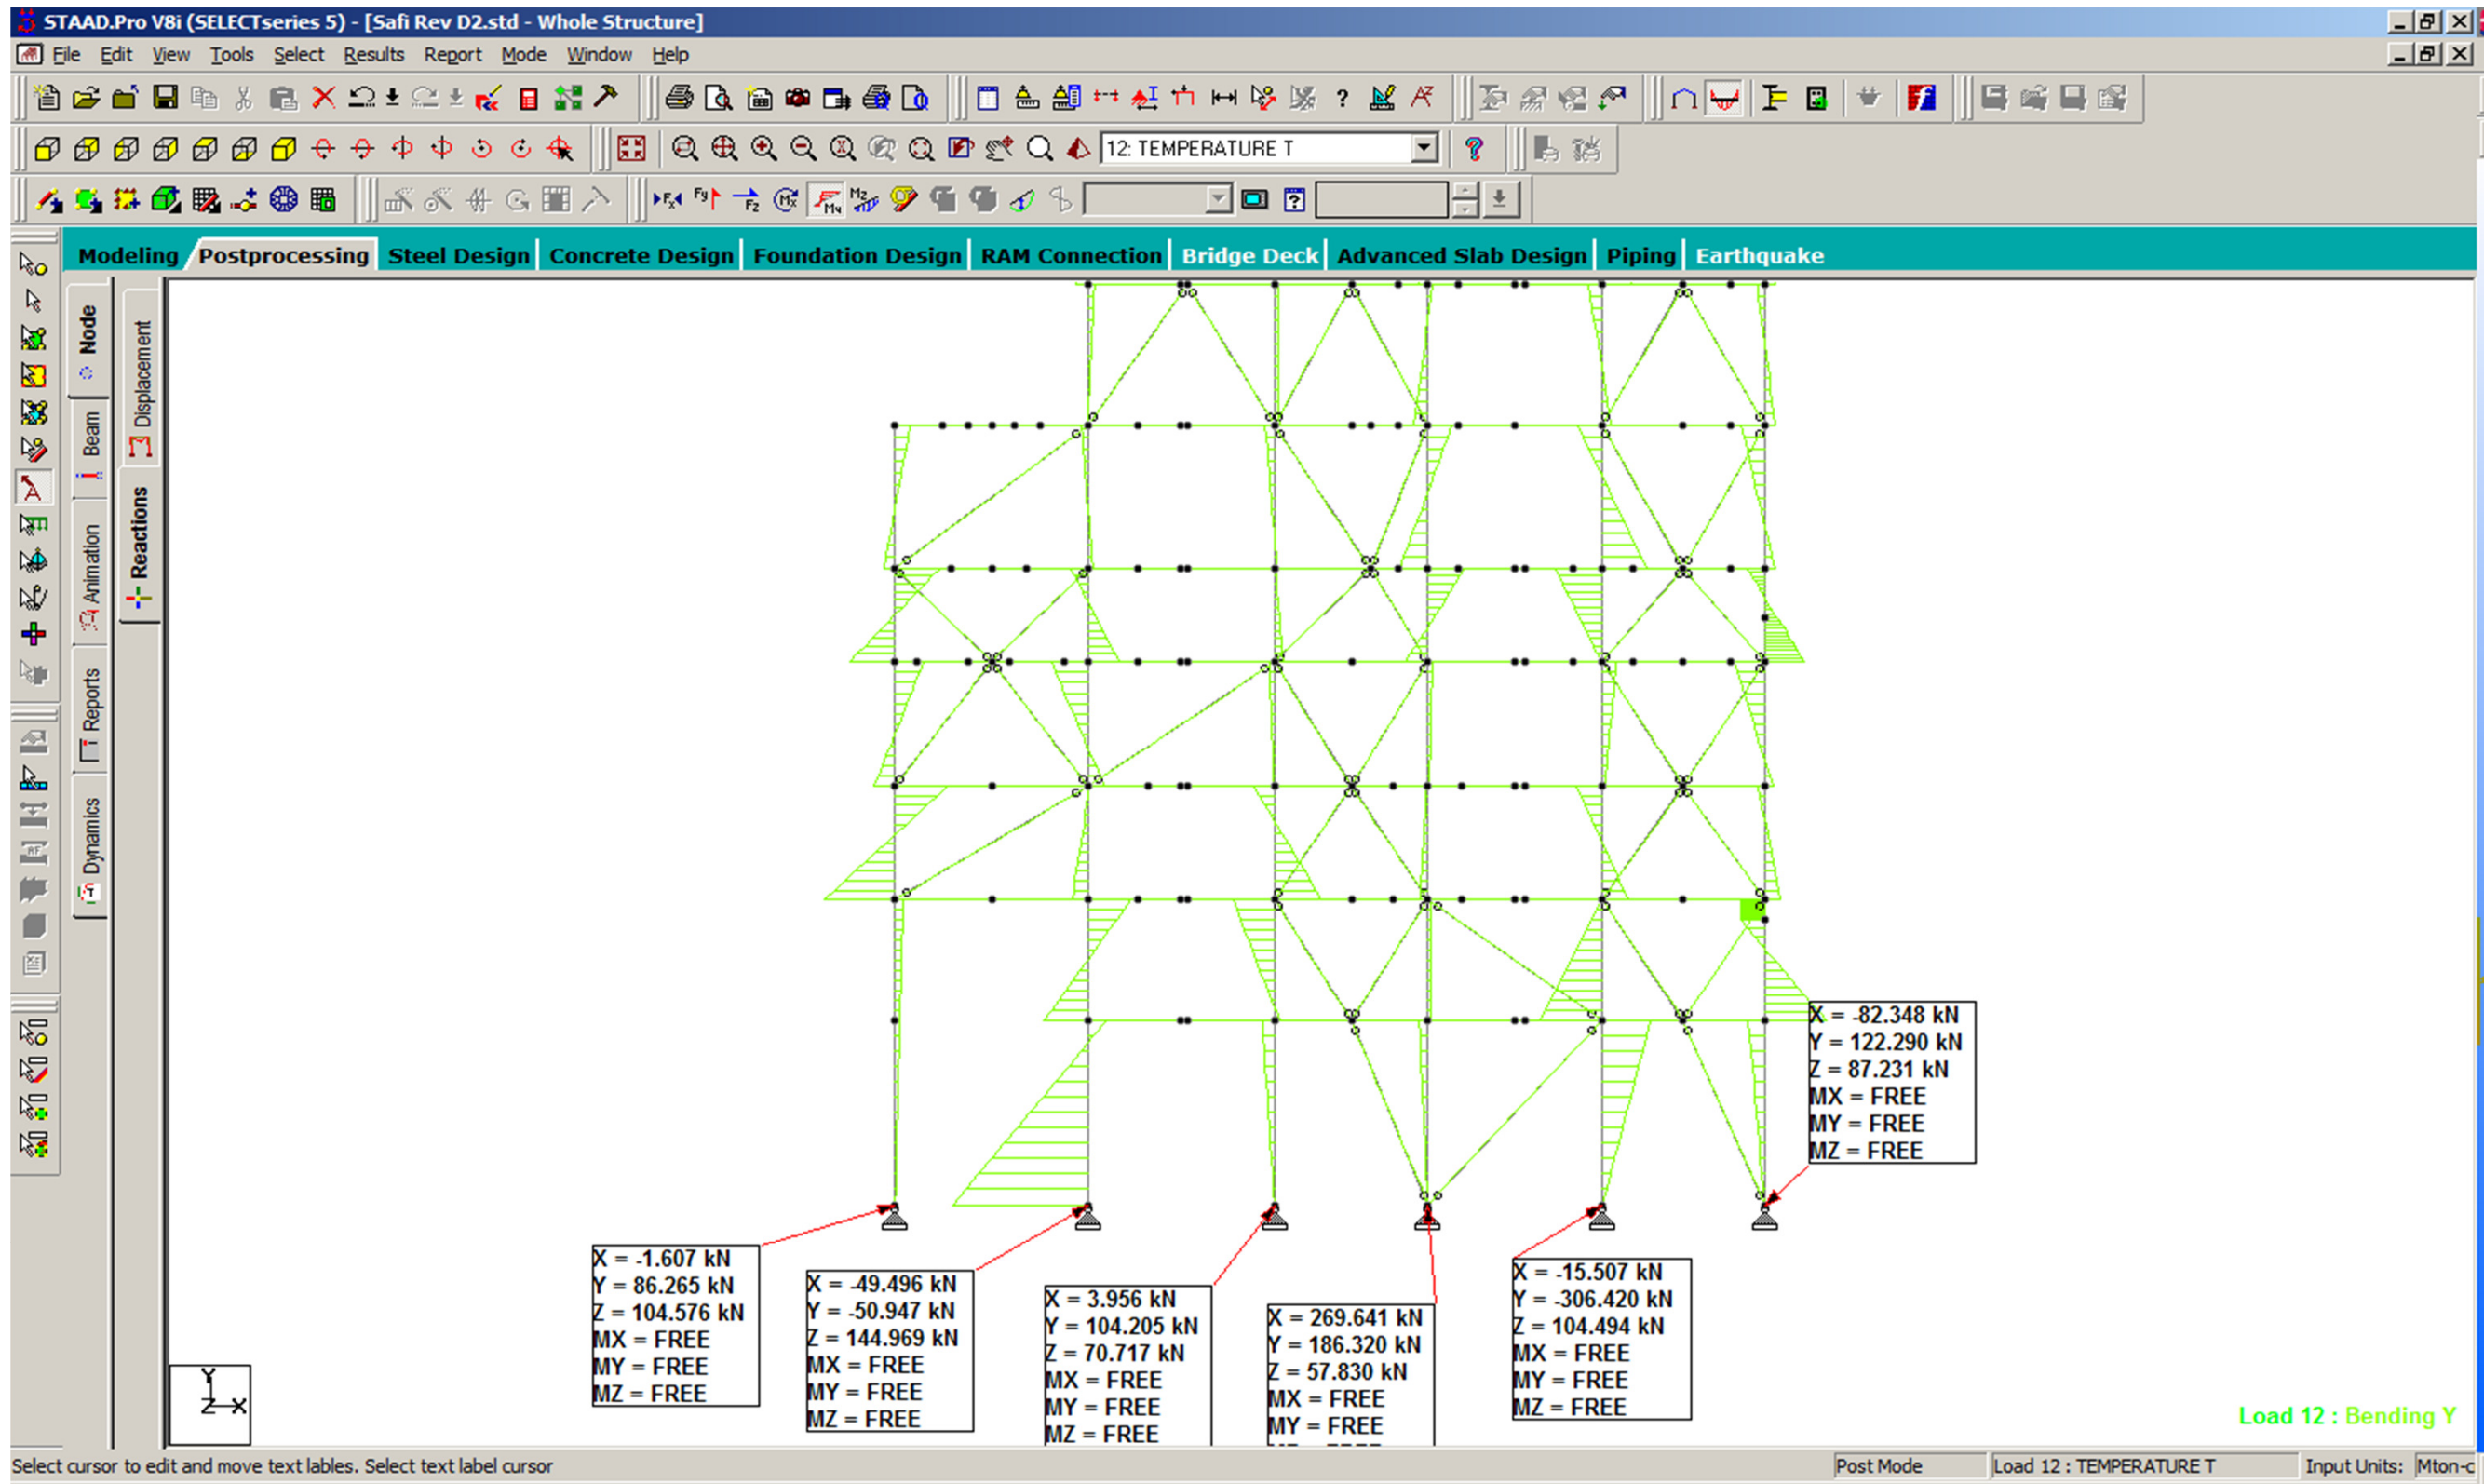 STAAD.Pro V8i (SELECTseries 5) - [Safi Rev D2.std - Whole Structure]
File Edit View Tools Select Results Report Mode Window Help
12: TEMPERATURE T
Modeling Postprocessing Steel Design Concrete Design Foundation Design RAM Connection Bridge Deck Advanced Slab Design Piping Earthquake
Node
Beam
Animation
Reports
Dynamics
Displacement
Reactions
X = -82.348 kN
Y = 122.290 kN
Z = 87.231 kN
MX = FREE
MY = FREE
MZ = FREE
X = -1.607 kN
Y = 86.265 kN
Z = 104.576 kN
MX = FREE
MY = FREE
MZ = FREE
X = -49.496 kN
Y = -50.947 kN
Z = 144.969 kN
MX = FREE
MY = FREE
MZ = FREE
X = 3.956 kN
Y = 104.205 kN
Z = 70.717 kN
MX = FREE
MY = FREE
MZ = FREE
X = 269.641 kN
Y = 186.320 kN
Z = 57.830 kN
MX = FREE
MY = FREE
X = -15.507 kN
Y = -306.420 kN
Z = 104.494 kN
MX = FREE
MY = FREE
MZ = FREE
Y
Z X
Load 12 : Bending Y
Select cursor to edit and move text lables. Select text label cursor
Post Mode
Load 12 : TEMPERATURE T
Input Units: Mton-c